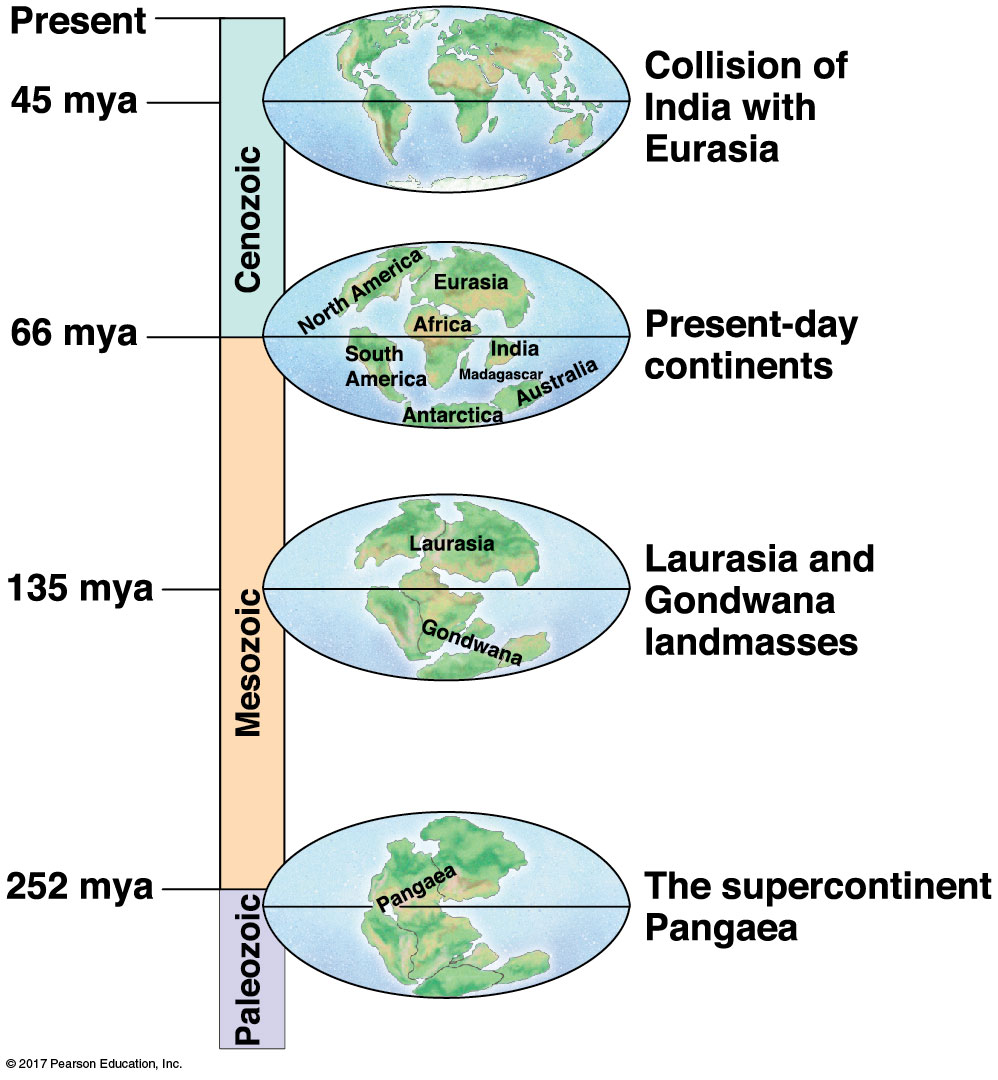 Present
45 mya
Cenozoic
Collision of
India with
Eurasia
66 mya
North America
Eurasia
Africa
South
America
India
Madagascar
Australia
Antarctica
Present-day
continents
135 mya
Mesozoic
Laurasia
Gondwana
Laurasia and
Gondwana
landmasses
252 mya
Paleozoic
Pangaea
The supercontinent
Pangaea
© 2017 Pearson Education, Inc.